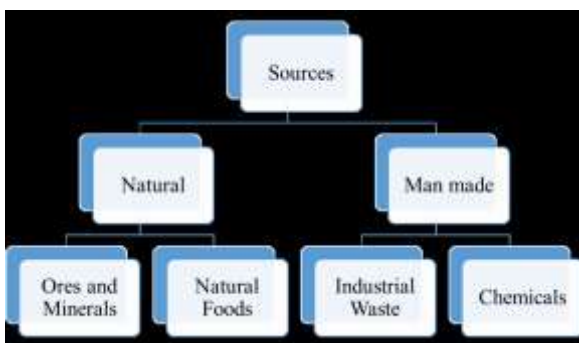 Sources
Natural
Man made
Ores and
Minerals
Natural
Foods
Industrial
Waste
Chemicals